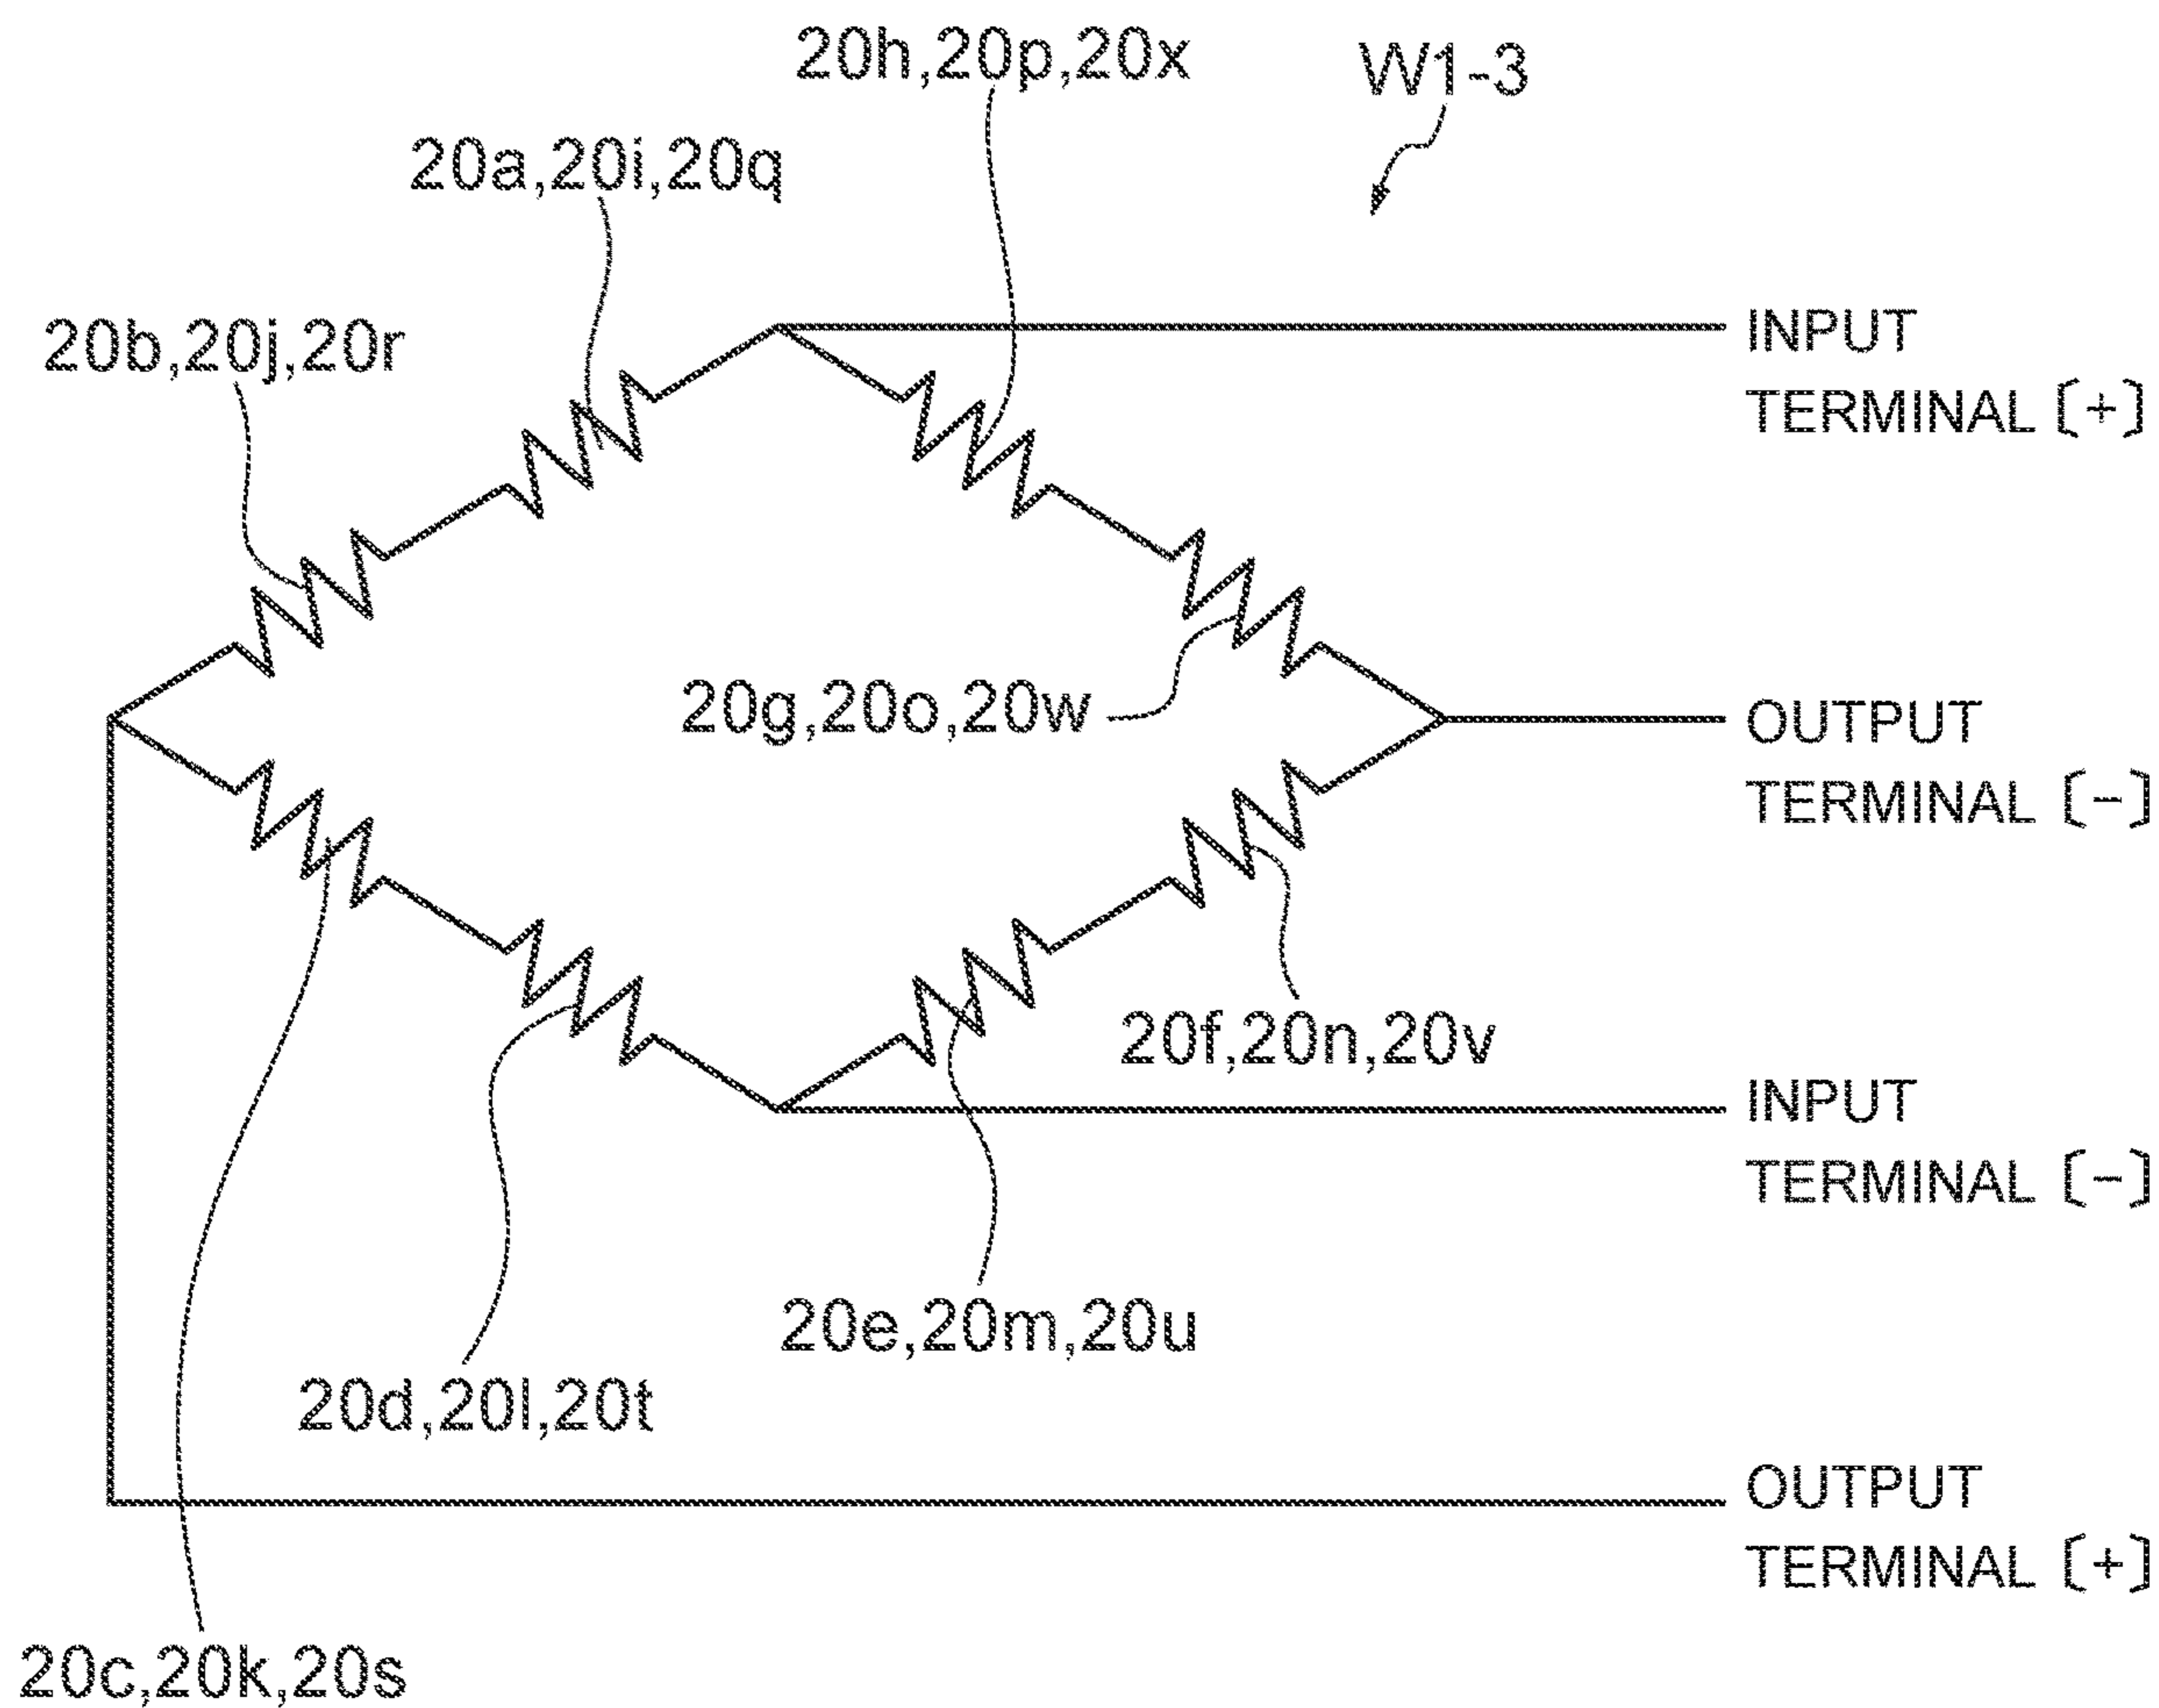 20h,20p,20x
W1-3
20a,20i,20q
20b,20j,20r
INPUT
TERMINAL [+]
20g,20o,20w
OUTPUT
TERMINAL [-]
20f,20n,20v
INPUT
TERMINAL [-]
20e,20m,20u
20d,20l,20t
OUTPUT
TERMINAL [+]
20c,20k,20s